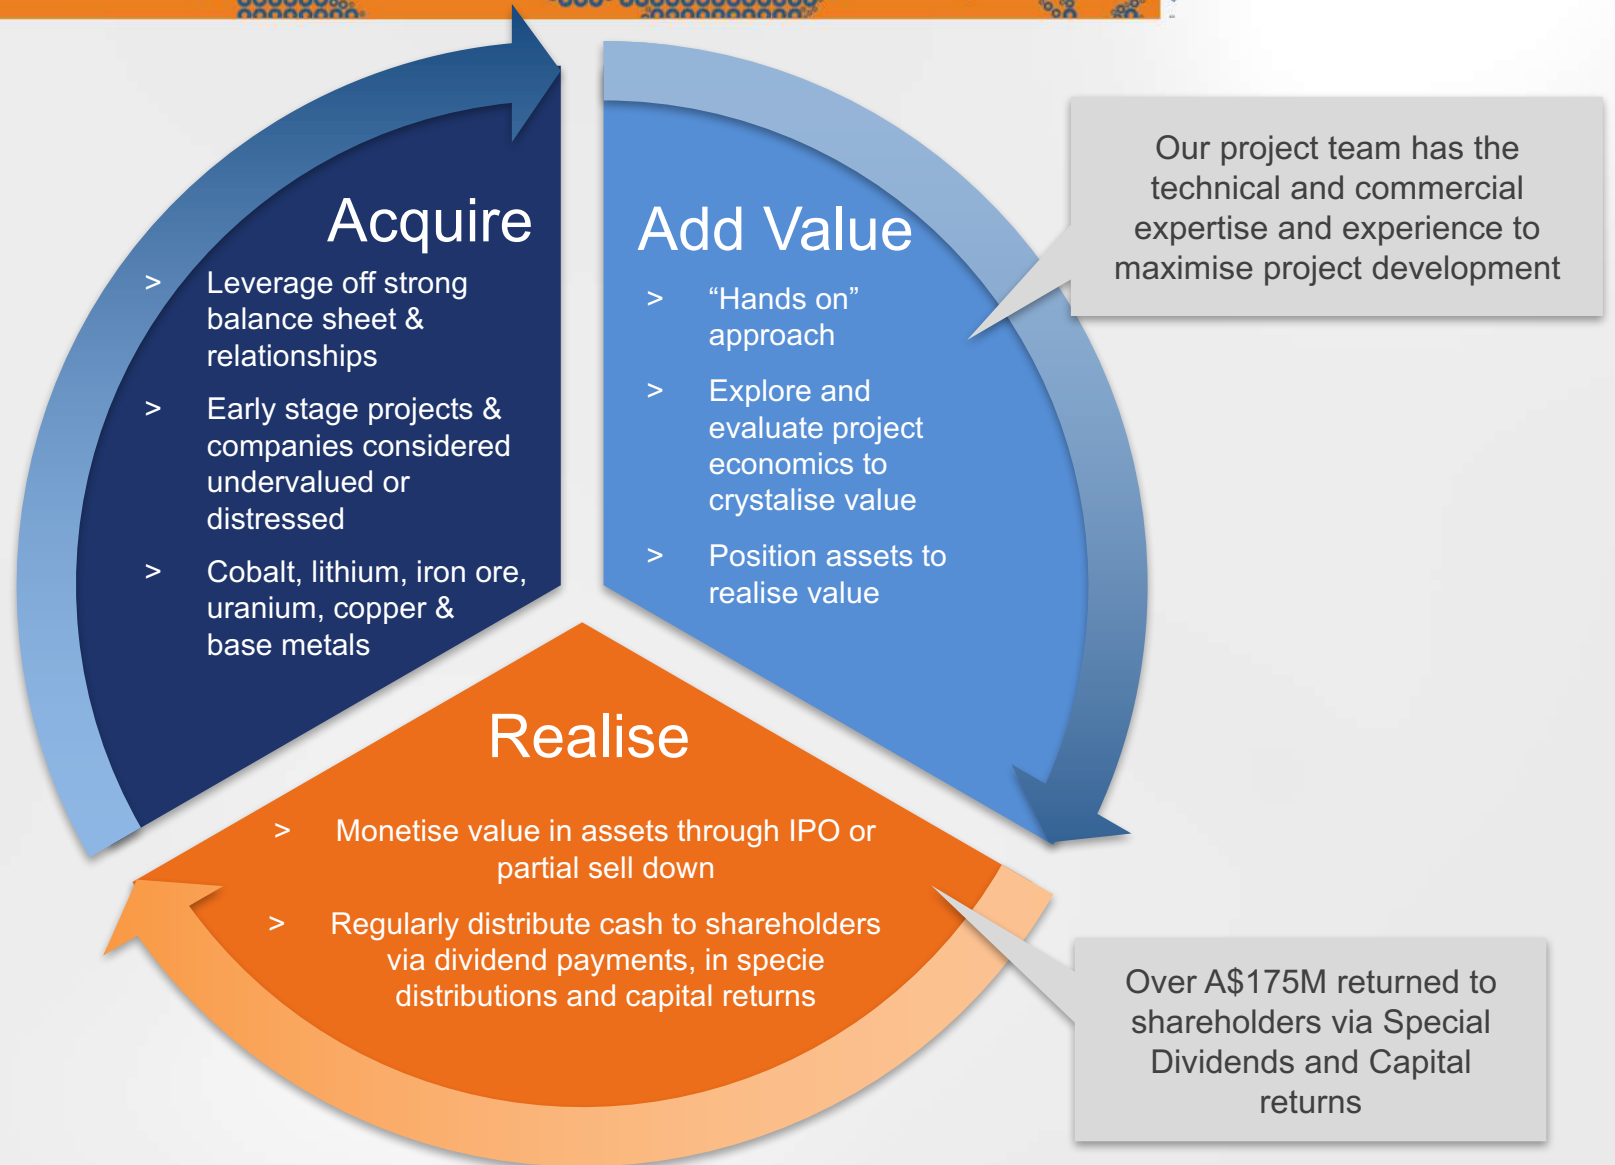 Acquire
> Leverage off strong
balance sheet &
relationships
> Early stage projects &
companies considered
undervalued or
distressed
> Cobalt, lithium, iron ore,
uranium, copper &
base metals
Add Value
> “Hands on”
approach
> Explore and
evaluate project
economics to
crystalise value
> Position assets to
realise value
Our project team has the
technical and commercial
expertise and experience to
maximise project development
Realise
> Monetise value in assets through IPO or
partial sell down
> Regularly distribute cash to shareholders
via dividend payments, in specie
distributions and capital returns
Over A$175M returned to
shareholders via Special
Dividends and Capital
returns